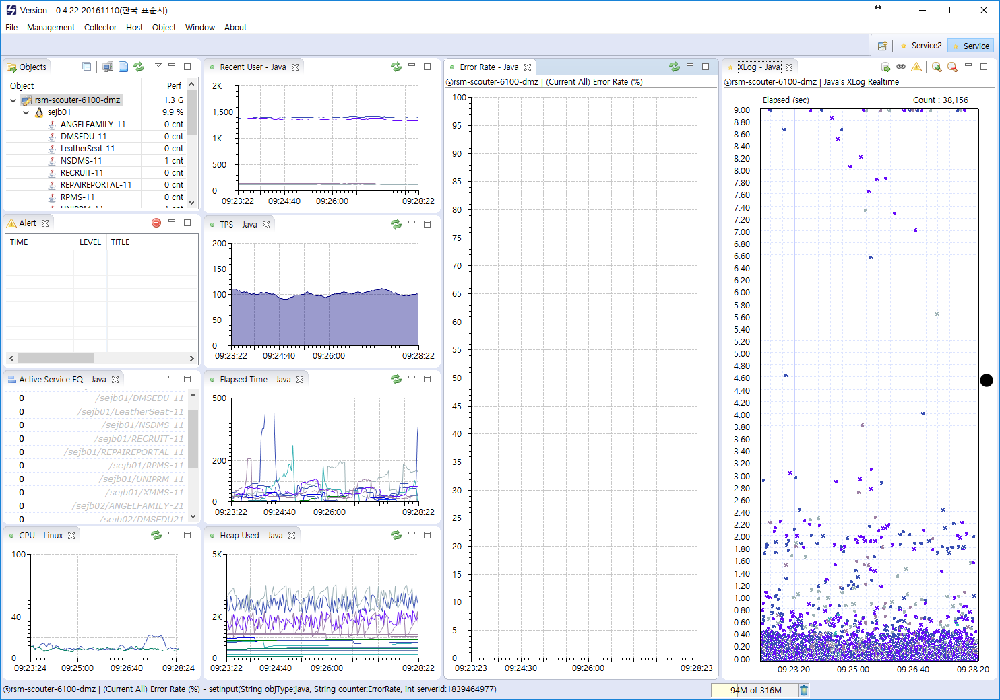 Version - 0.4.22 20161110(한국 표준시)
File Management Collector Host Object Window About
Service2 Service
Objects
Object Perf
rsm-scouter-6100-dmz 1.3 G
sejb01 9.9 %
ANGELFAMILY-11 0 cnt
DMSEDU-11 0 cnt
LeatherSeat-11 0 cnt
NSDMS-11 1 cnt
RECRUIT-11 0 cnt
REPAIREPORTAL-11 0 cnt
RPMS-11 0 cnt
UNIPRM-11 1 cnt
Alert
TIME LEVEL TITLE
Active Service EQ - Java
0 /sejb01/DMSEDU-11
0 /sejb01/LeatherSeat-11
0 /sejb01/NSDMS-11
0 /sejb01/RECRUIT-11
0 /sejb01/REPAIREPORTAL-11
0 /sejb01/RPMS-11
0 /sejb01/UNIPRM-11
0 /sejb01/XMMS-11
0 /sejb02/ANGELFAMILY-21
0 /sejb02/DMSEDU21
CPU - Linux
100
40
0
09:23:24 09:25:00 09:26:40 09:28:24
Recent User - Java
2K
1,500
1K
500
0
09:23:22 09:24:40 09:26:00 09:28:22
TPS - Java
200
150
100
50
0
09:23:22 09:24:40 09:26:00 09:28:22
Elapsed Time - Java
500
200
0
09:23:22 09:24:40 09:26:00 09:28:22
Heap Used - Java
5K
2K
0
09:23:22 09:24:40 09:26:00 09:28:22
Error Rate - Java
ⓢrsm-scouter-6100-dmz | (Current All) Error Rate (%)
100
95
90
85
80
75
70
65
60
55
50
45
40
35
30
25
20
15
10
5
0
09:23:23 09:24:30 09:26:00 09:28:23
XLog - Java
ⓢrsm-scouter-6100-dmz | Java's XLog Realtime
Elapsed (sec) Count : 38,156
9.00
8.80
8.60
8.40
8.20
8.00
7.80
7.60
7.40
7.20
7.00
6.80
6.60
6.40
6.20
6.00
5.80
5.60
5.40
5.20
5.00
4.80
4.60
4.40
4.20
4.00
3.80
3.60
3.40
3.20
3.00
2.80
2.60
2.40
2.20
2.00
1.80
1.60
1.40
1.20
1.00
0.80
0.60
0.40
0.20
0.00
09:23:20 09:25:00 09:26:40 09:28:20
ⓢrsm-scouter-6100-dmz | (Current All) Error Rate (%) - setInput(String objType:java, String counter:ErrorRate, int serverId:1839464977)
94M of 316M